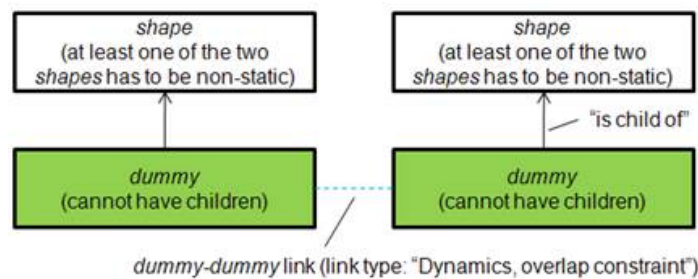 shape
(at least one of the two
shapes has to be non-static)
shape
(at least one of the two
shapes has to be non-static)
"is child of"
dummy
(cannot have children)
dummy
(cannot have children)
dummy-dummy link (link type: "Dynamics, overlap constraint")